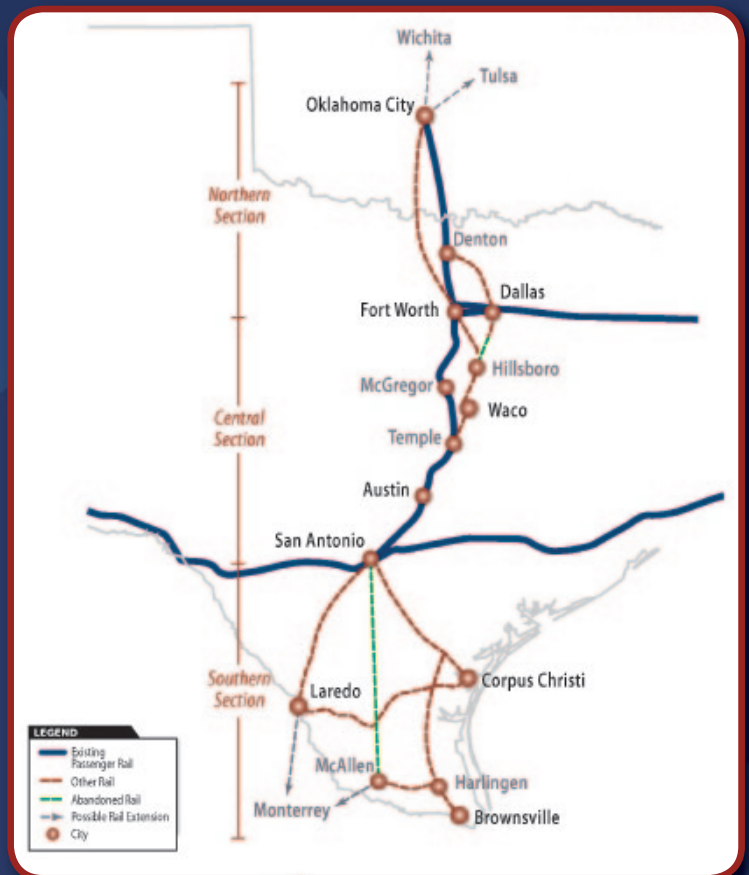 Wichita
Tulsa
Oklahoma City
Northern
Section
Denton
Dallas
Fort Worth
Hillsboro
McGregor
Waco
Central
Section
Temple
Austin
San Antonio
Southern
Section
Laredo
Corpus Christi
McAllen
Harlingen
Monterrey
Brownsville
LEGEND
Existing
Passenger Rail
Other Rail
Abandoned Rail
Possible Rail Extension
City